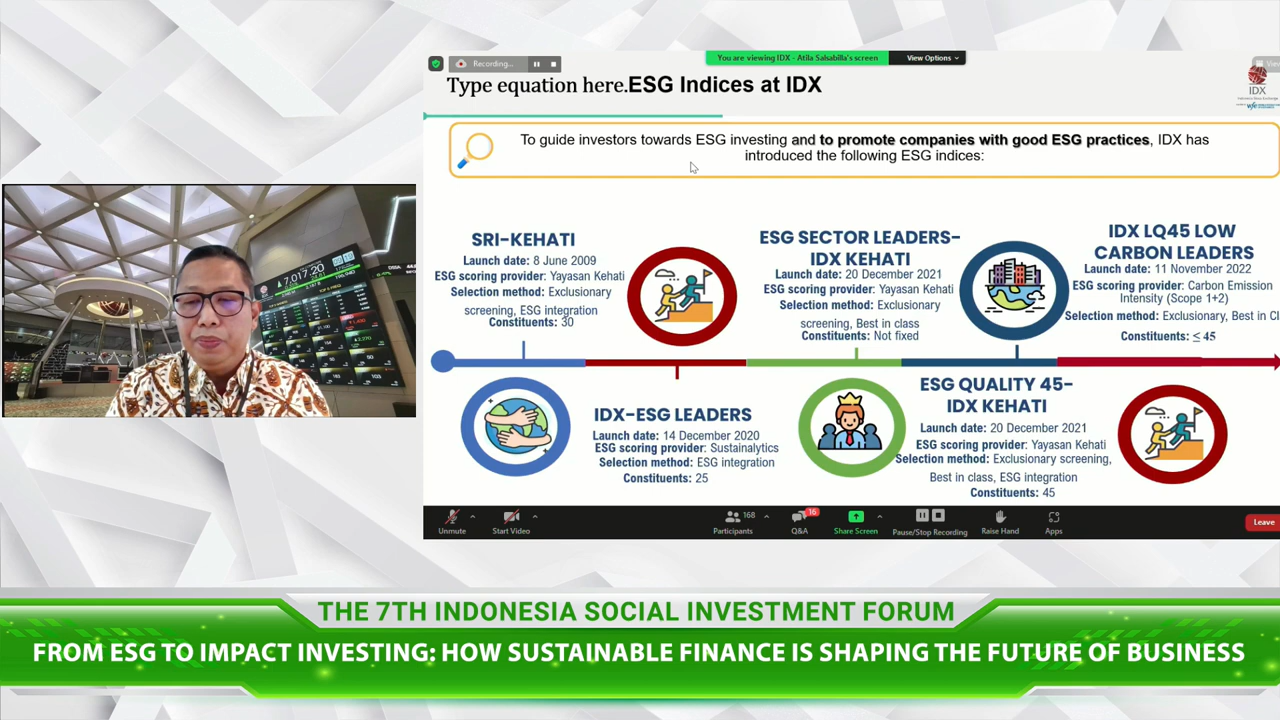 Recording...
You are viewing IDX - Atila Salsabilla's screen
View Options
Type equation here.ESG Indices at IDX
IDX
To guide investors towards ESG investing and to promote companies with good ESG practices, IDX has
introduced the following ESG indices:
SRI-KEHATI
Launch date: 8 June 2009
ESG scoring provider: Yayasan Kehati
Selection method: Exclusionary
screening, ESG integration
Constituents: 30
ESG SECTOR LEADERS-
IDX KEHATI
Launch date: 20 December 2021
ESG scoring provider: Yayasan Kehati
Selection method: Exclusionary
screening, Best in class
Constituents: Not fixed
IDX LQ45 LOW
CARBON LEADERS
Launch date: 11 November 2022
ESG scoring provider: Carbon Emission
Intensity (Scope 1+2)
Selection method: Exclusionary, Best in Cl
Constituents: ≤ 45
IDX-ESG LEADERS
Launch date: 14 December 2020
ESG scoring provider: Sustainalytics
Selection method: ESG integration
Constituents: 25
ESG QUALITY 45-
IDX KEHATI
Launch date: 20 December 2021
ESG scoring provider: Yayasan Kehati
Selection method: Exclusionary screening,
Best in class, ESG integration
Constituents: 45
7,017.20
Unmute
Start Video
168
Participants
16
Q&A
Share Screen
Pause/Stop Recording
Raise Hand
Apps
Leave
THE 7TH INDONESIA SOCIAL INVESTMENT FORUM
FROM ESG TO IMPACT INVESTING: HOW SUSTAINABLE FINANCE IS SHAPING THE FUTURE OF BUSINESS